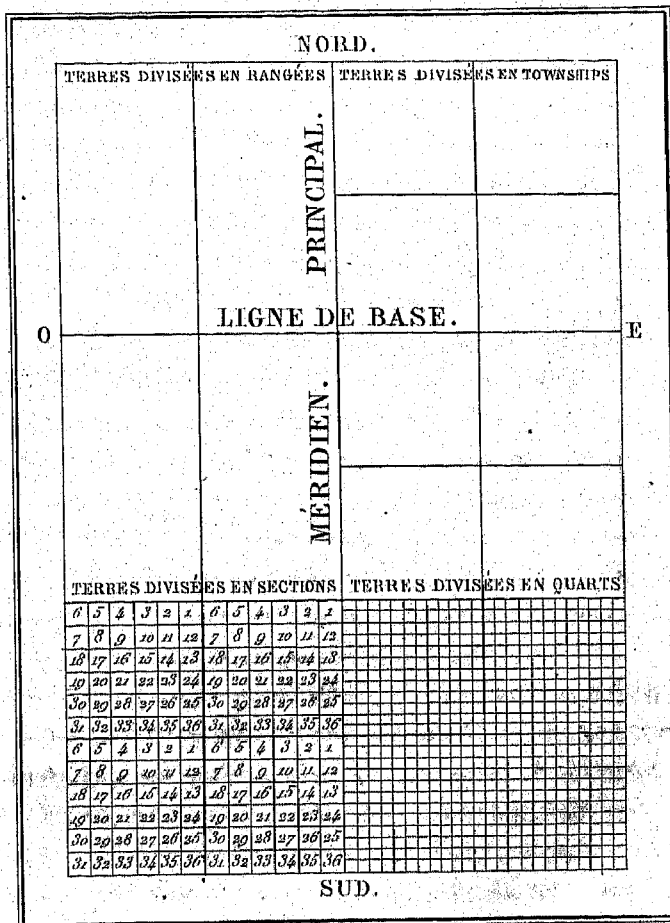 NORD.
TERRES DIVISÉES EN RANGÉES TERRES DIVISÉES EN TOWNSHIPS
MÉRIDIEN. PRINCIPAL.
LIGNE DE BASE.
O E
TERRES DIVISÉES EN SECTIONS TERRES DIVISÉES EN QUARTS
6 5 4 3 2 1 6 5 4 3 2 1
7 8 9 10 11 12 7 8 9 10 11 12
18 17 16 15 14 13 18 17 16 15 14 13
19 20 21 22 23 24 19 20 21 22 23 24
30 29 28 27 26 25 30 29 28 27 26 25
31 32 33 34 35 36 31 32 33 34 35 36
6 5 4 3 2 1 6 5 4 3 2 1
7 8 9 10 11 12 7 8 9 10 11 12
18 17 16 15 14 13 18 17 16 15 14 13
19 20 21 22 23 24 19 20 21 22 23 24
30 29 28 27 26 25 30 29 28 27 26 25
31 32 33 34 35 36 31 32 33 34 35 36
SUD.